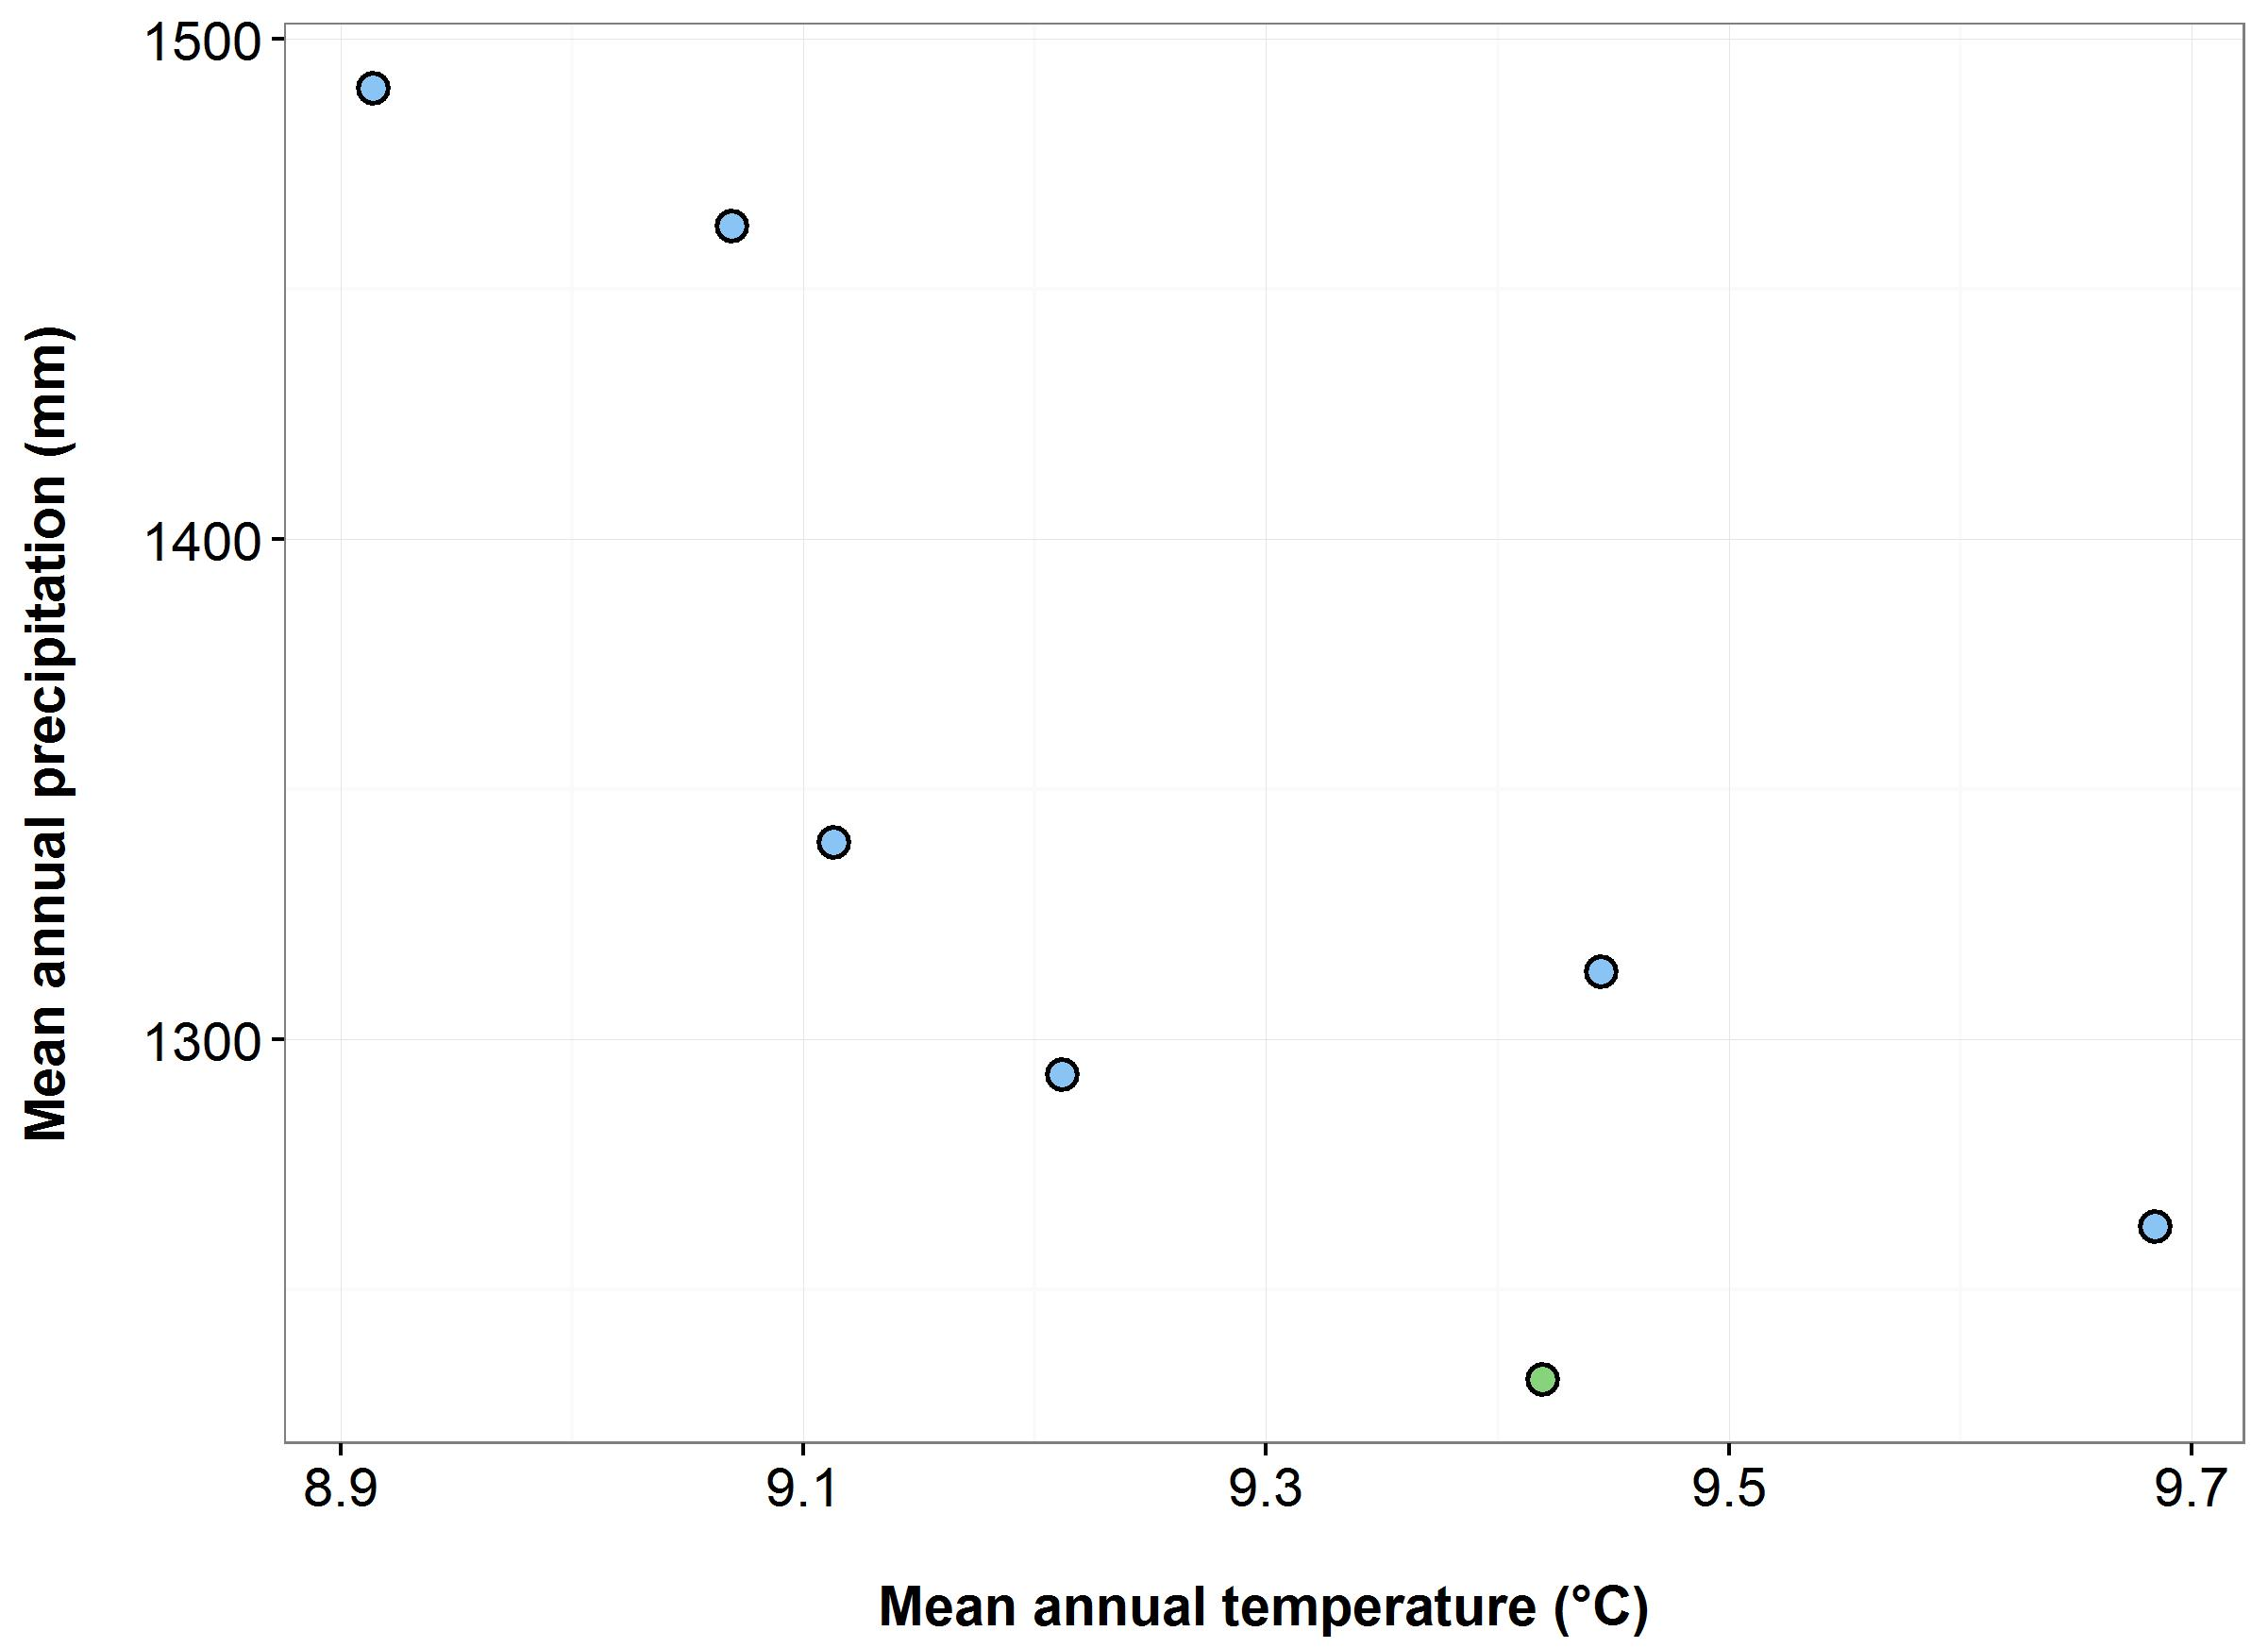 Mean annual precipitation (mm)
1500
1400
1300
8.9 9.1 9.3 9.5 9.7
Mean annual temperature (°C)